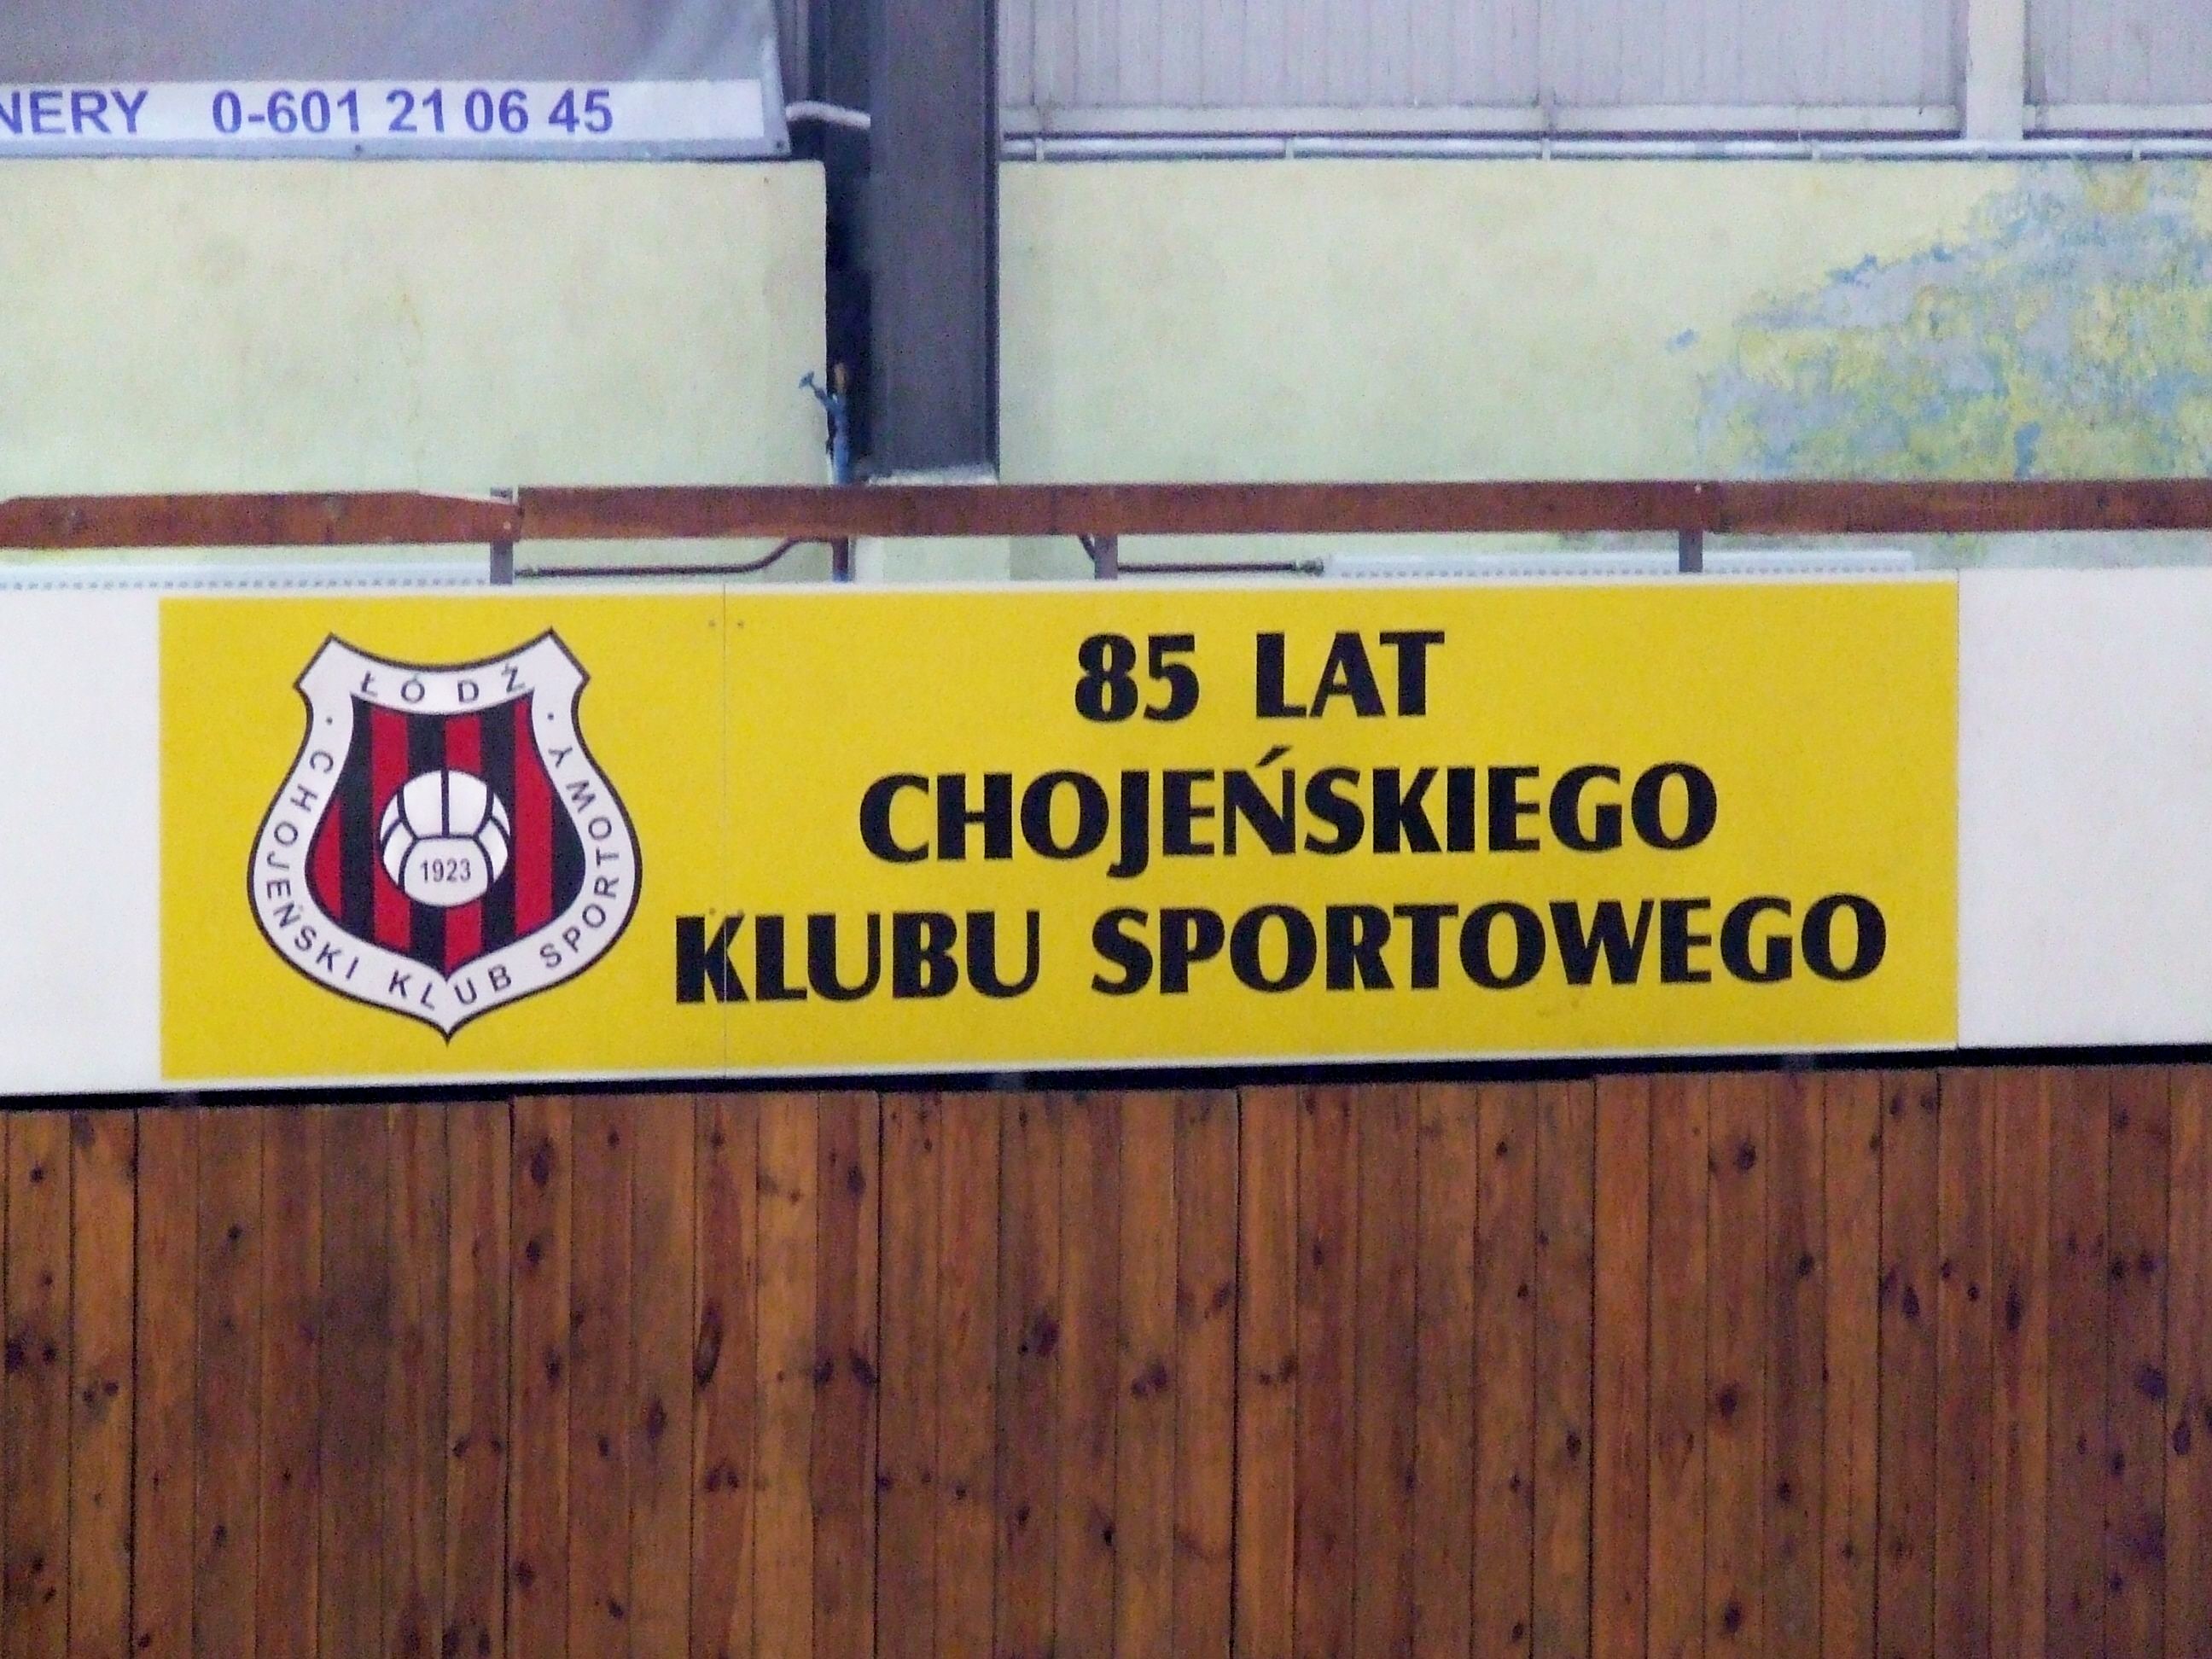 NERY 0-601 21 06 45
ŁÓDŹ
· CHOJEŃSKI KLUB SPORTOWY ·
1923
85 LAT
CHOJEŃSKIEGO
KLUBU SPORTOWEGO